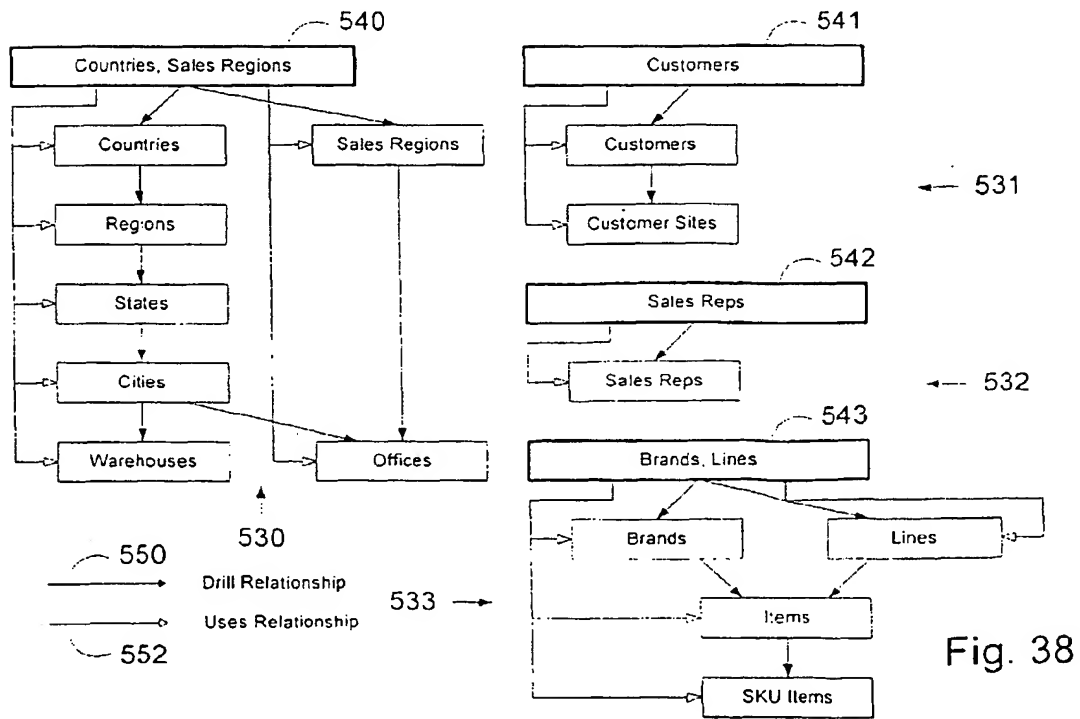 540
Countries, Sales Regions
Countries
Sales Regions
Regions
States
Cities
Warehouses
Offices
530
550
Drill Relationship
Uses Relationship
552
541
Customers
Customers
Customer Sites
531
542
Sales Reps
Sales Reps
532
543
Brands, Lines
Brands
Lines
533
Items
SKU Items
Fig. 38